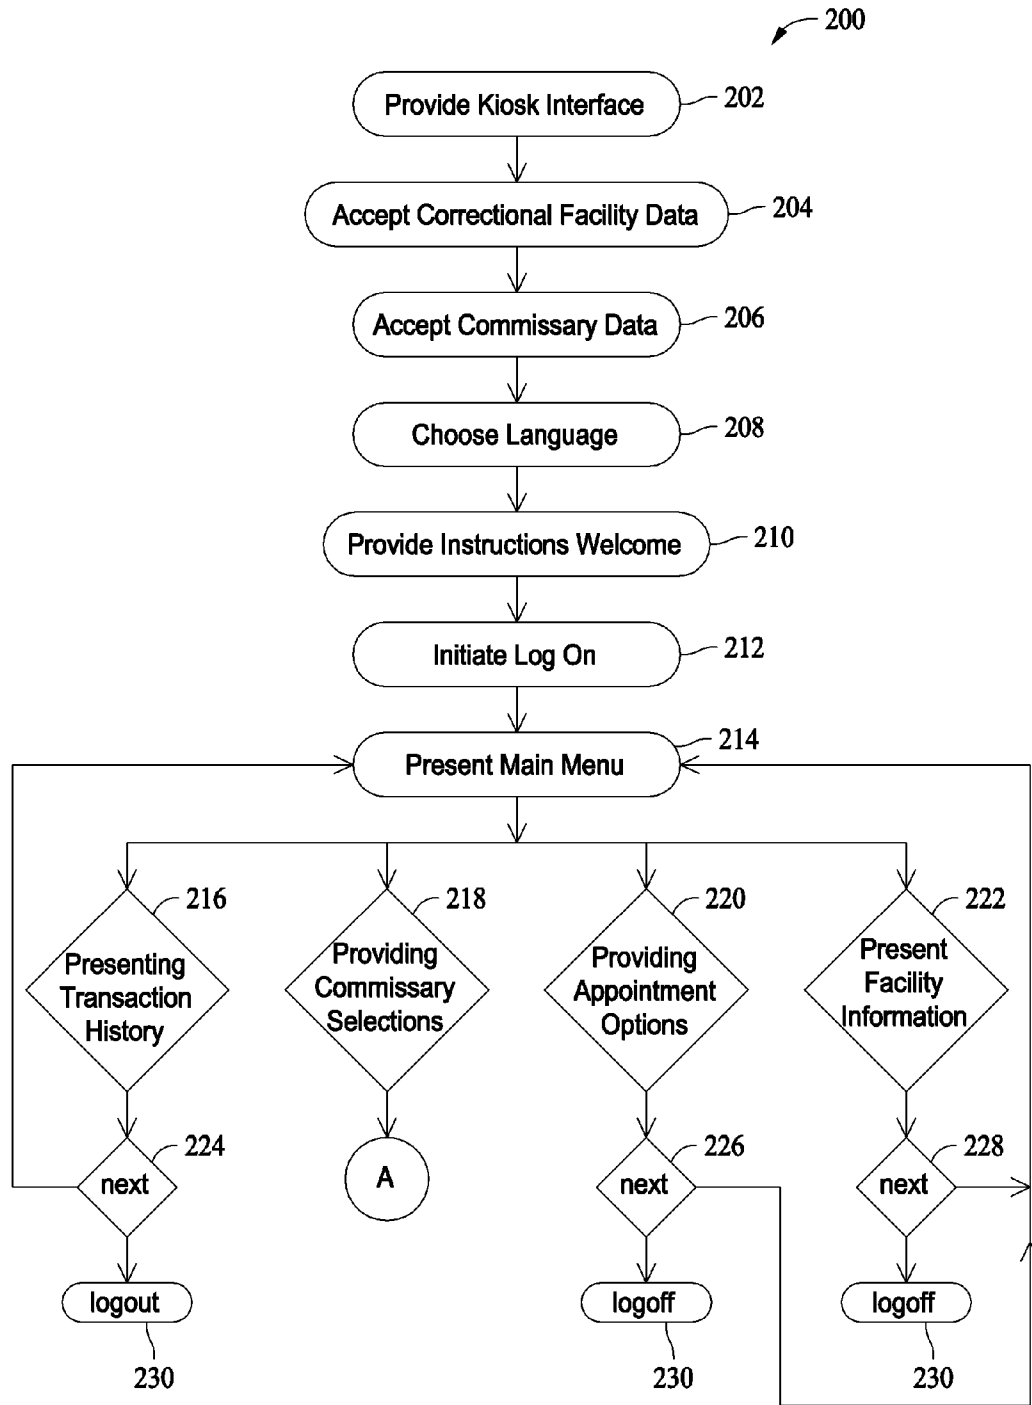 200
Provide Kiosk Interface
202
Accept Correctional Facility Data
204
Accept Commissary Data
206
Choose Language
208
Provide Instructions Welcome
210
Initiate Log On
212
Present Main Menu
214
216
Presenting
Transaction
History
218
Providing
Commissary
Selections
220
Providing
Appointment
Options
222
Present
Facility
Information
224
next
A
226
next
228
next
logout
230
logoff
230
logoff
230